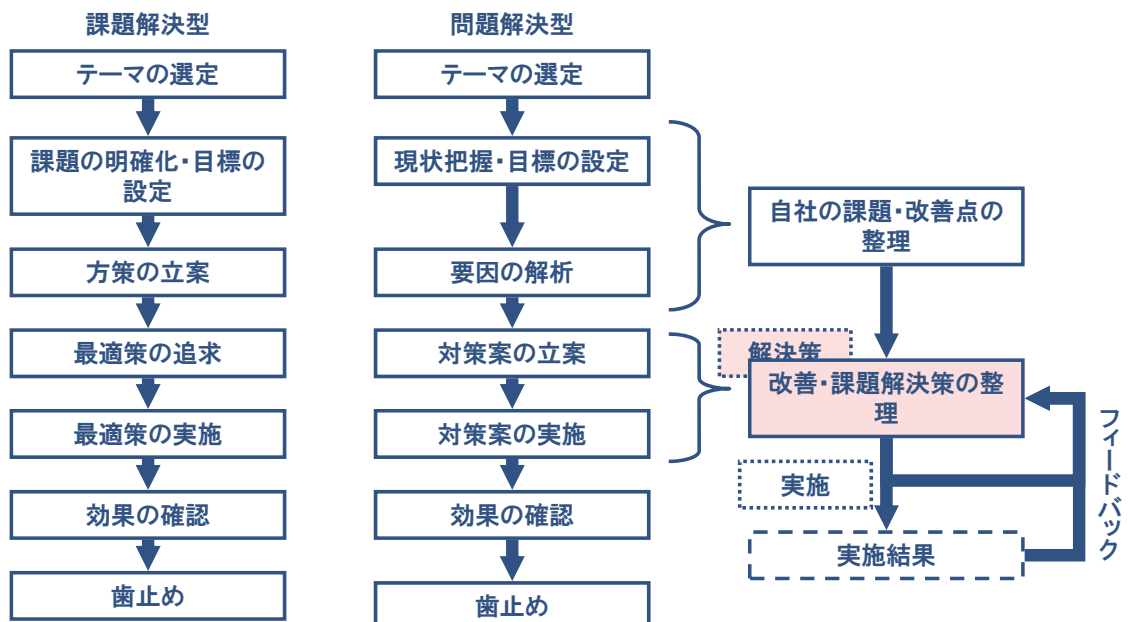 課題解決型
テーマの選定
課題の明確化・目標の
設定
方策の立案
最適策の追求
最適策の実施
効果の確認
歯止め
問題解決型
テーマの選定
現状把握・目標の設定
要因の解析
対策案の立案
対策案の実施
効果の確認
歯止め
自社の課題・改善点の
整理
解決策
改善・課題解決策の整
理
実施
実施結果
フィードバック